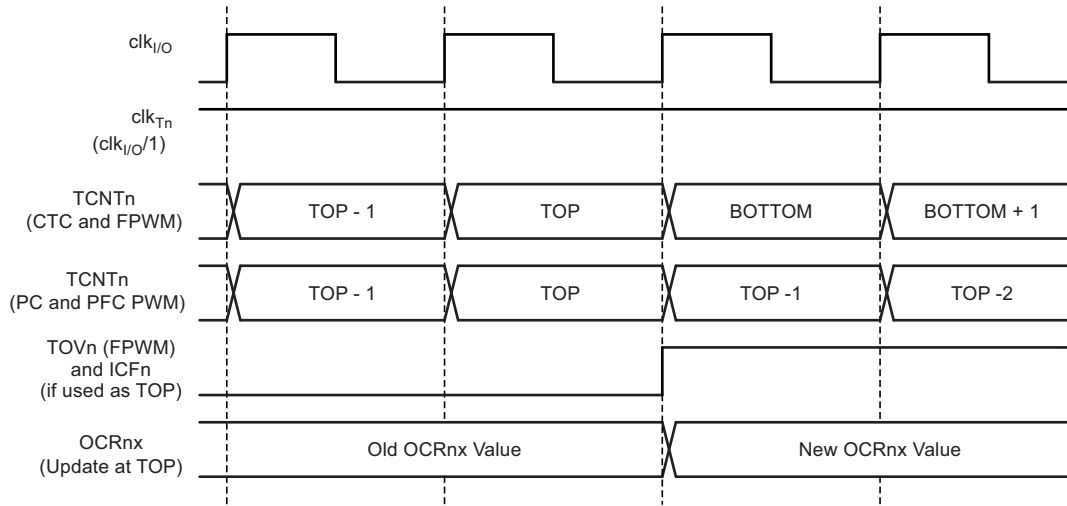 clkI/O
clkTn
(clkI/O/1)
TCNTn
(CTC and FPWM)
TOP - 1
TOP
BOTTOM
BOTTOM + 1
TCNTn
(PC and PFC PWM)
TOP - 1
TOP
TOP -1
TOP -2
TOVn (FPWM)
and ICFn
(if used as TOP)
OCRnx
(Update at TOP)
Old OCRnx Value
New OCRnx Value